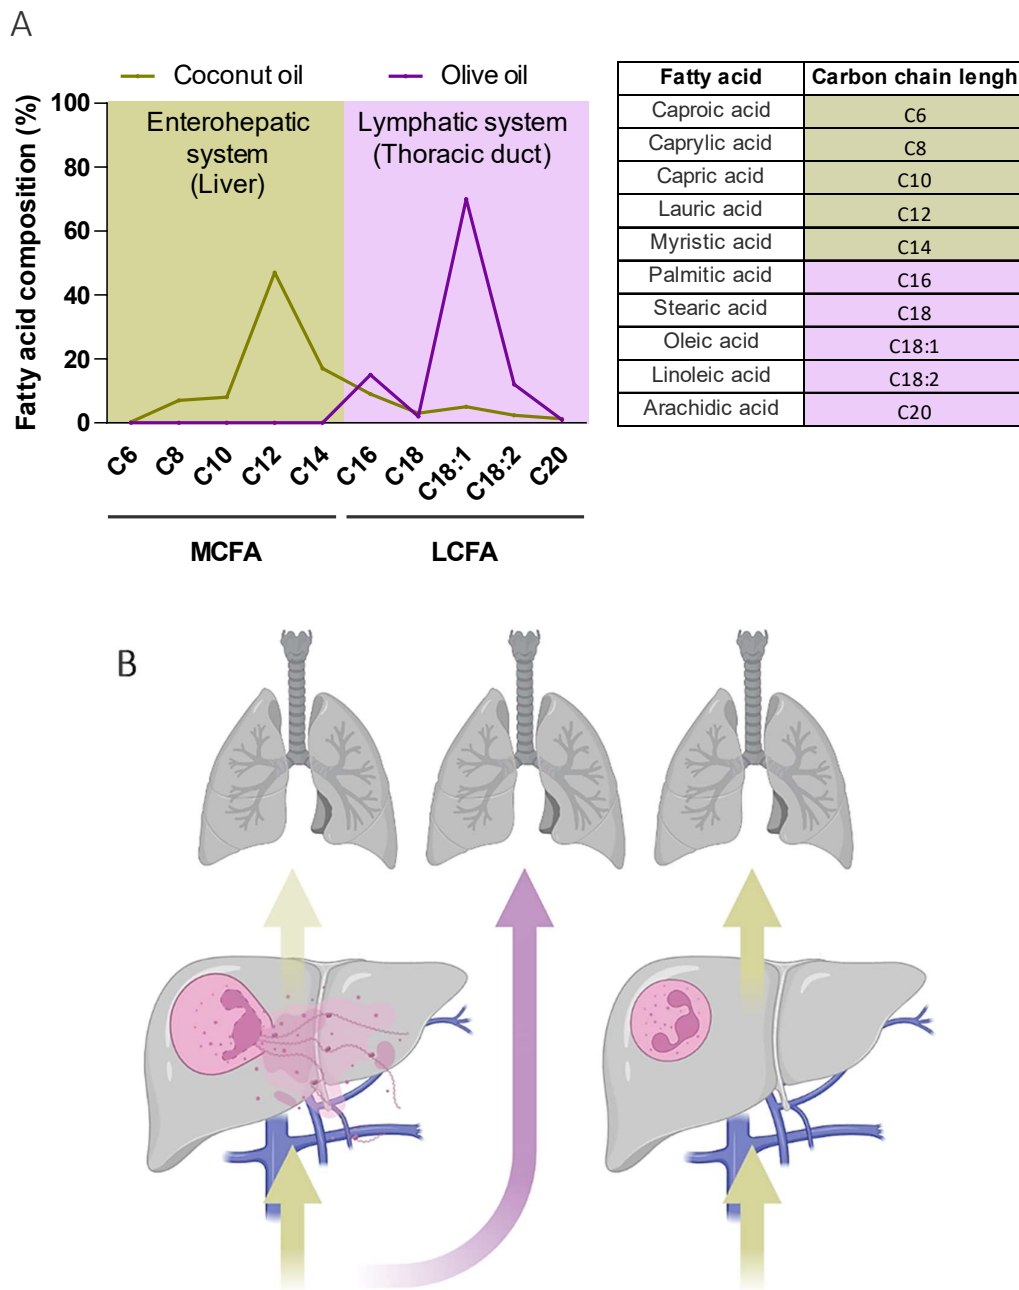 A
Coconut oil
Olive oil
Fatty acid composition (%)
100
80
60
40
20
0
Enterohepatic
system
(Liver)
Lymphatic system
(Thoracic duct)
C6
C8
C10
C12
C14
C16
C18
C18:1
C18:2
C20
MCFA
LCFA
Fatty acid Carbon chain lengh
Caproic acid C6
Caprylic acid C8
Capric acid C10
Lauric acid C12
Myristic acid C14
Palmitic acid C16
Stearic acid C18
Oleic acid C18:1
Linoleic acid C18:2
Arachidic acid C20
B